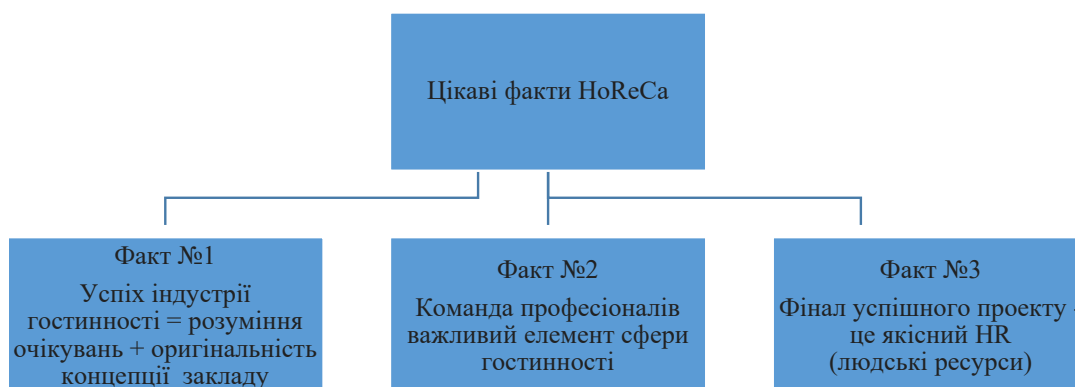 Цікаві факти HoReCa
Факт №1
Успіх індустрії
гостинності = розуміння
очікувань + оригінальність
концепції закладу
Факт №2
Команда професіоналів
важливий елемент сфери
гостинності
Факт №3
Фінал успішного проекту -
це якісний HR
(людські ресурси)